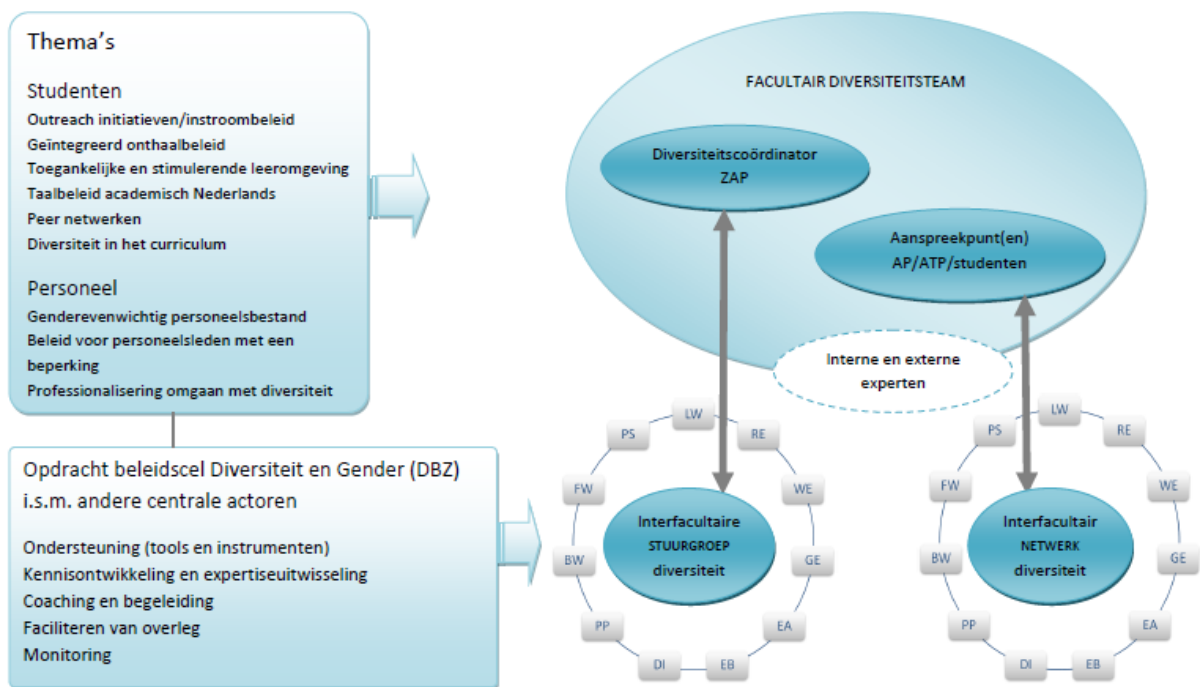 Thema's
Studenten
Outreach initiatieven/instroombeleid
Geïntegreerd onthaalbeleid
Toegankelijke en stimulerende leeromgeving
Taalbeleid academisch Nederlands
Peer netwerken
Diversiteit in het curriculum
Personeel
Genderevenwichtig personeelsbestand
Beleid voor personeelsleden met een
beperking
Professionalisering omgaan met diversiteit
Opdracht beleidscel Diversiteit en Gender (DBZ)
i.s.m. andere centrale actoren
Ondersteuning (tools en instrumenten)
Kennisontwikkeling en expertiseuitwisseling
Coaching en begeleiding
Faciliteren van overleg
Monitoring
FACULTAIR DIVERSITEITSTEAM
Diversiteitscoördinator
ZAP
Aanspreekpunt(en)
AP/ATP/studenten
Interne en externe
experten
LW
RE
WE
GE
EA
EB
DI
PP
BW
FW
PS
Interfacultaire
STUURGROEP
diversiteit
LW
RE
WE
GE
EA
EB
DI
PP
BW
FW
PS
Interfacultair
NETWERK
diversiteit